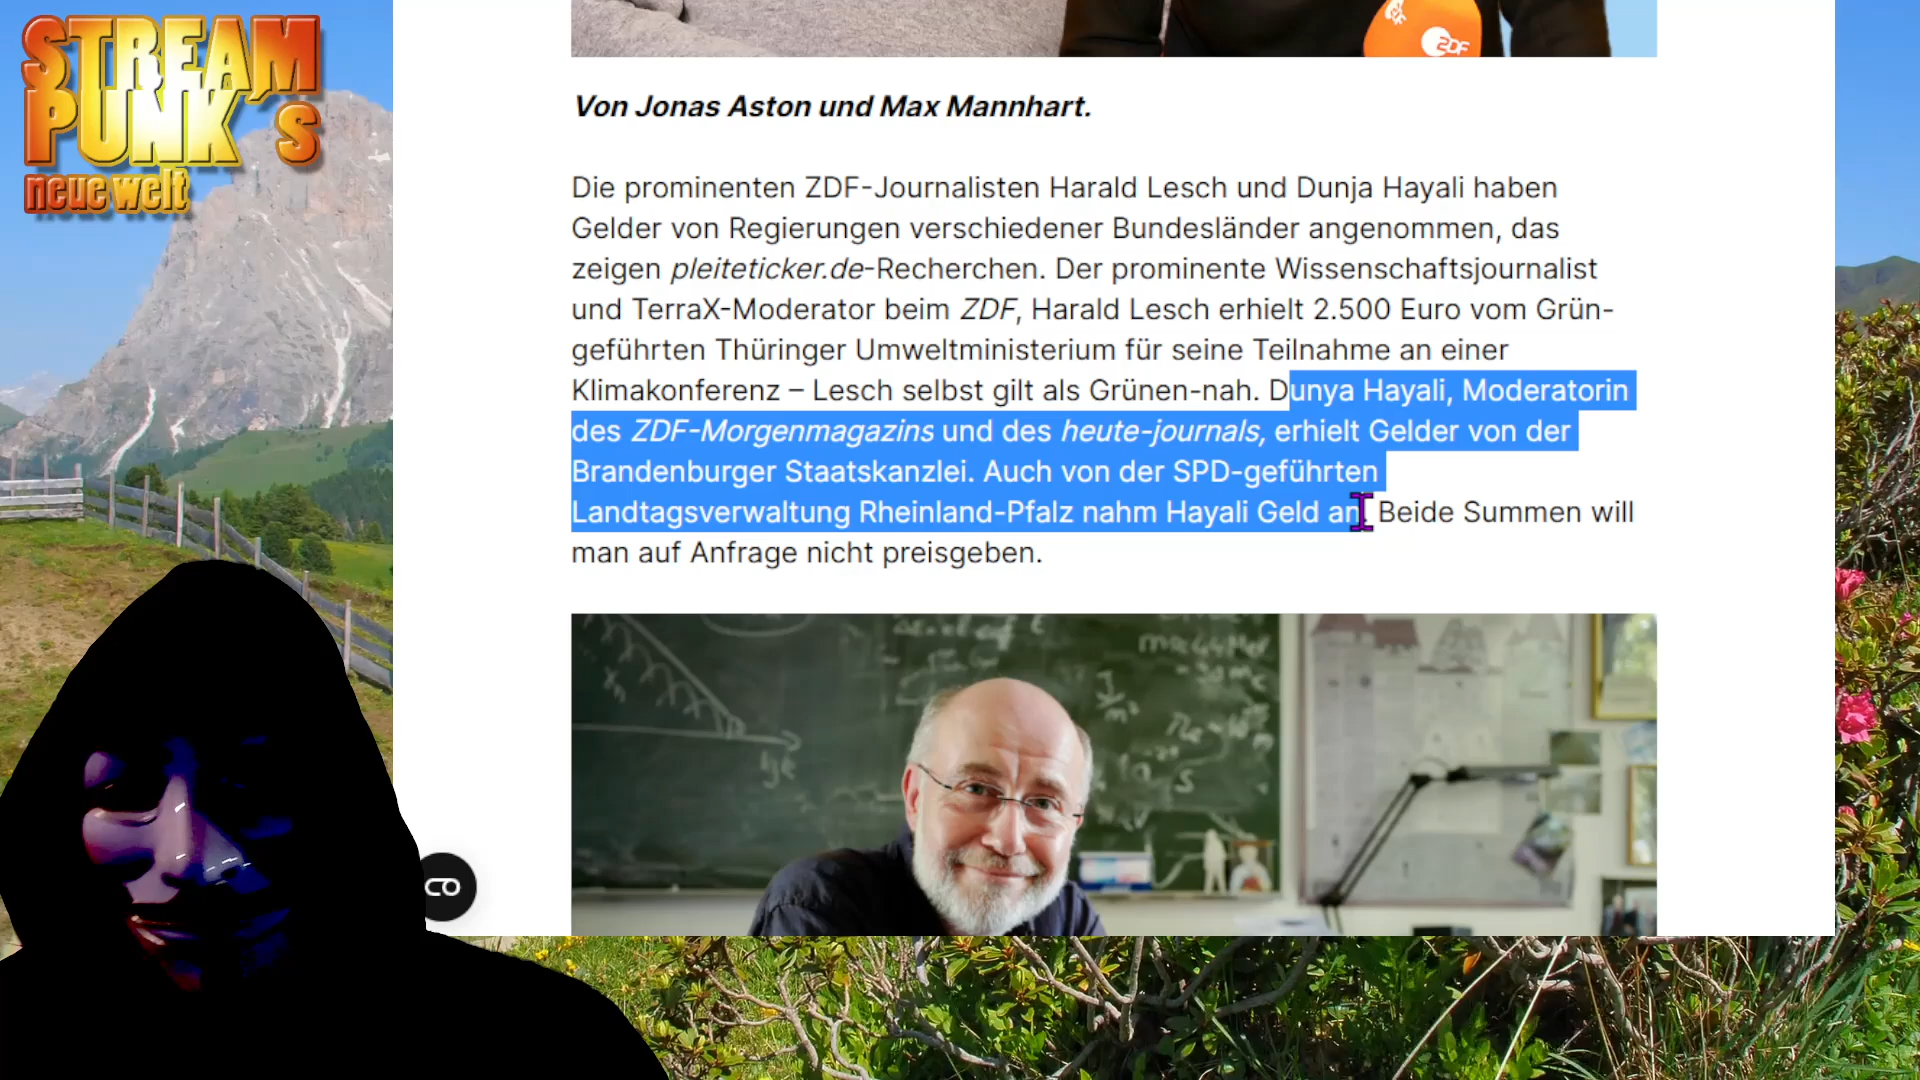 STREAM
PUNK´S
neue welt
ZDF
Von Jonas Aston und Max Mannhart.
Die prominenten ZDF-Journalisten Harald Lesch und Dunja Hayali haben
Gelder von Regierungen verschiedener Bundesländer angenommen, das
zeigen pleiteticker.de-Recherchen. Der prominente Wissenschaftsjournalist
und TerraX-Moderator beim ZDF, Harald Lesch erhielt 2.500 Euro vom Grün-
geführten Thüringer Umweltministerium für seine Teilnahme an einer
Klimakonferenz – Lesch selbst gilt als Grünen-nah. Dunya Hayali, Moderatorin
des ZDF-Morgenmagazins und des heute-journals, erhielt Gelder von der
Brandenburger Staatskanzlei. Auch von der SPD-geführten
Landtagsverwaltung Rheinland-Pfalz nahm Hayali Geld an. Beide Summen will
man auf Anfrage nicht preisgeben.